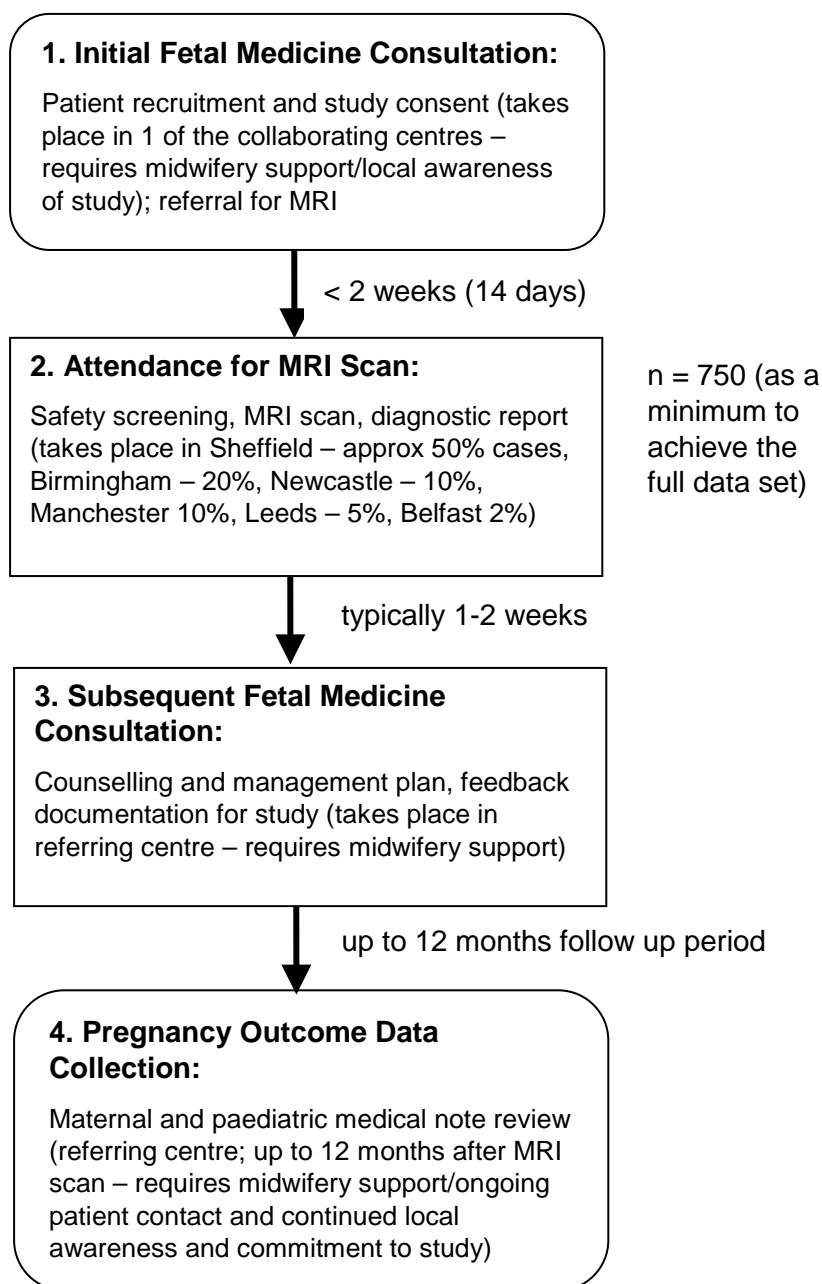 1. Initial Fetal Medicine Consultation:
Patient recruitment and study consent (takes
place in 1 of the collaborating centres –
requires midwifery support/local awareness
of study); referral for MRI
< 2 weeks (14 days)
2. Attendance for MRI Scan:
Safety screening, MRI scan, diagnostic report
(takes place in Sheffield – approx 50% cases,
Birmingham – 20%, Newcastle – 10%,
Manchester 10%, Leeds – 5%, Belfast 2%)
n = 750 (as a
minimum to
achieve the
full data set)
typically 1-2 weeks
3. Subsequent Fetal Medicine
Consultation:
Counselling and management plan, feedback
documentation for study (takes place in
referring centre – requires midwifery support)
up to 12 months follow up period
4. Pregnancy Outcome Data
Collection:
Maternal and paediatric medical note review
(referring centre; up to 12 months after MRI
scan – requires midwifery support/ongoing
patient contact and continued local
awareness and commitment to study)